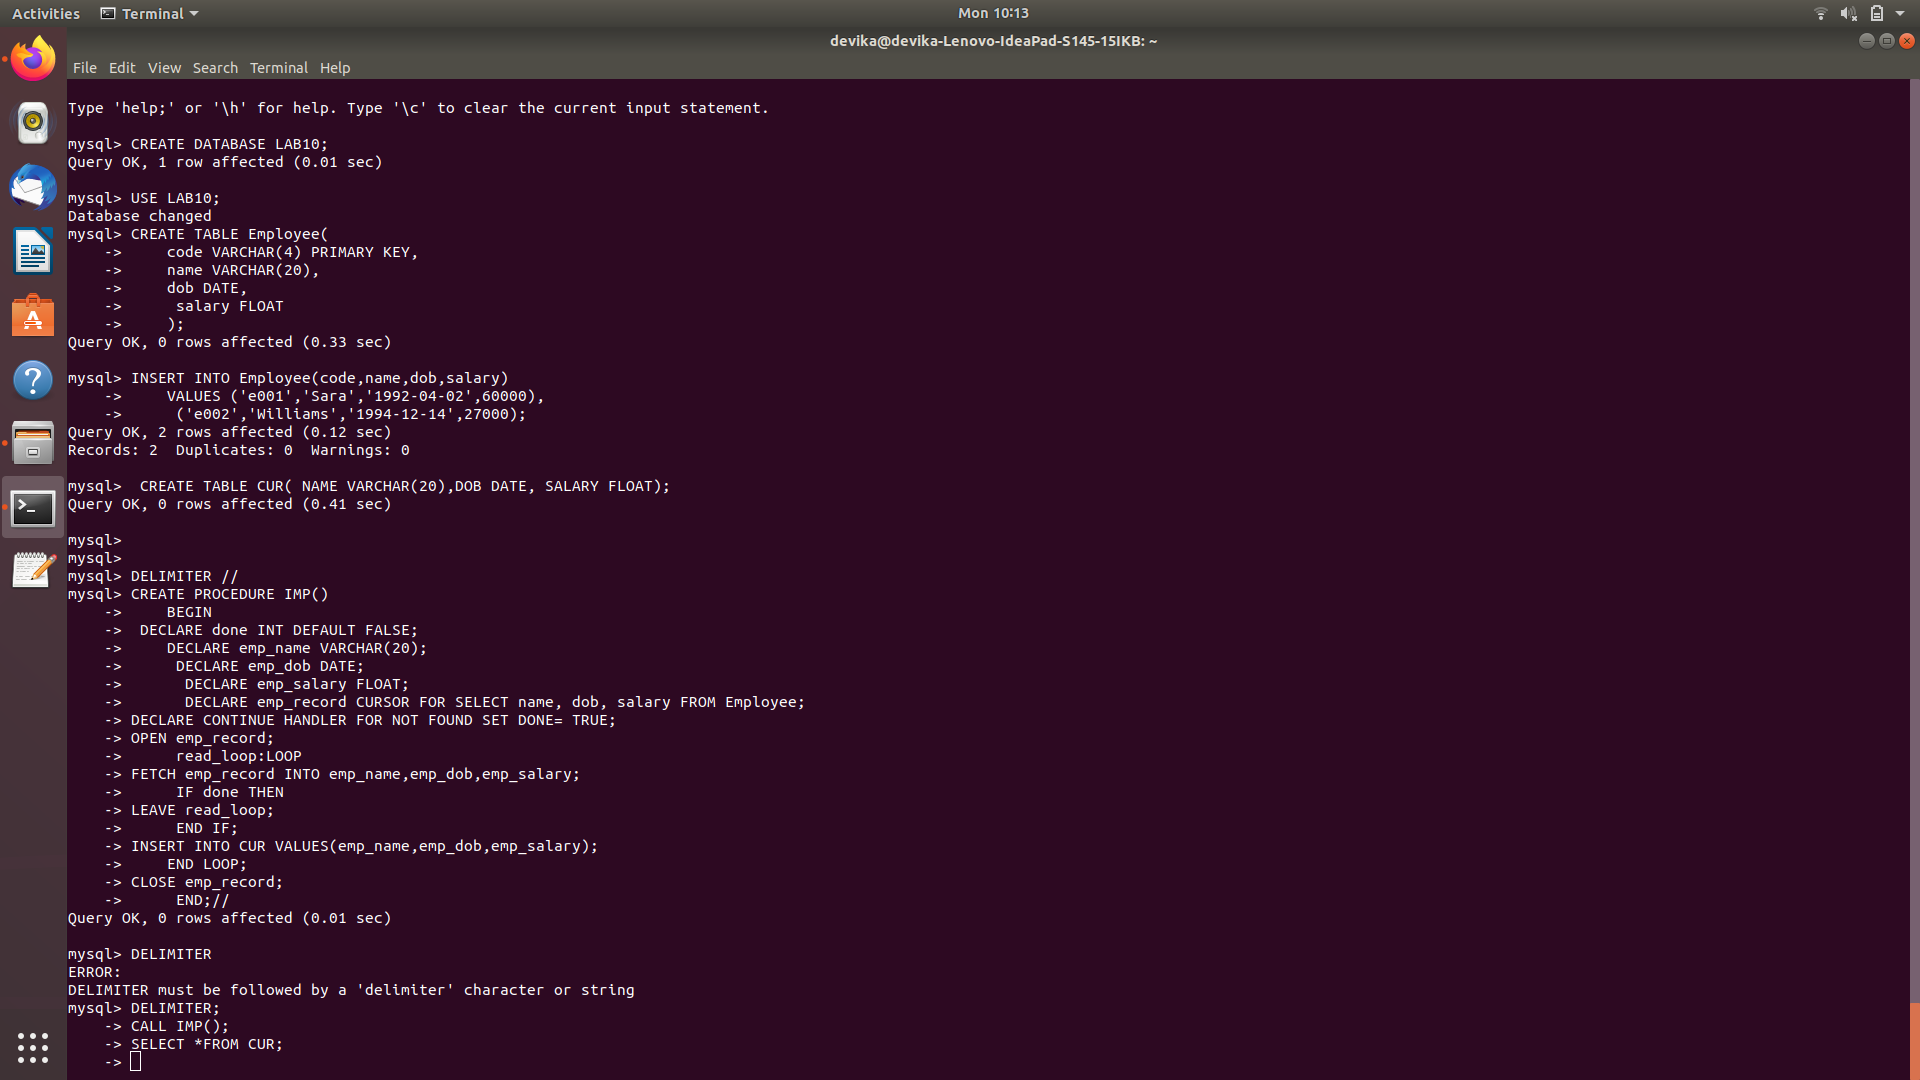 Activities Terminal Mon 10:13
devika@devika-Lenovo-IdeaPad-S145-15IKB: ~
File Edit View Search Terminal Help
Type 'help;' or '\h' for help. Type '\c' to clear the current input statement.
mysql> CREATE DATABASE LAB10;
Query OK, 1 row affected (0.01 sec)
mysql> USE LAB10;
Database changed
mysql> CREATE TABLE Employee(
    ->     code VARCHAR(4) PRIMARY KEY,
    ->     name VARCHAR(20),
    ->     dob DATE,
    ->      salary FLOAT
    ->     );
Query OK, 0 rows affected (0.33 sec)
mysql> INSERT INTO Employee(code,name,dob,salary)
    ->     VALUES ('e001','Sara','1992-04-02',60000),
    ->      ('e002','Williams','1994-12-14',27000);
Query OK, 2 rows affected (0.12 sec)
Records: 2  Duplicates: 0  Warnings: 0
mysql>  CREATE TABLE CUR( NAME VARCHAR(20),DOB DATE, SALARY FLOAT);
Query OK, 0 rows affected (0.41 sec)
mysql>
mysql>
mysql> DELIMITER //
mysql> CREATE PROCEDURE IMP()
    ->     BEGIN
    ->  DECLARE done INT DEFAULT FALSE;
    ->     DECLARE emp_name VARCHAR(20);
    ->      DECLARE emp_dob DATE;
    ->       DECLARE emp_salary FLOAT;
    ->       DECLARE emp_record CURSOR FOR SELECT name, dob, salary FROM Employee;
    -> DECLARE CONTINUE HANDLER FOR NOT FOUND SET DONE= TRUE;
    -> OPEN emp_record;
    ->      read_loop:LOOP
    -> FETCH emp_record INTO emp_name,emp_dob,emp_salary;
    ->      IF done THEN
    -> LEAVE read_loop;
    ->      END IF;
    -> INSERT INTO CUR VALUES(emp_name,emp_dob,emp_salary);
    ->     END LOOP;
    -> CLOSE emp_record;
    ->      END;//
Query OK, 0 rows affected (0.01 sec)
mysql> DELIMITER
ERROR:
DELIMITER must be followed by a 'delimiter' character or string
mysql> DELIMITER;
    -> CALL IMP();
    -> SELECT *FROM CUR;
    ->